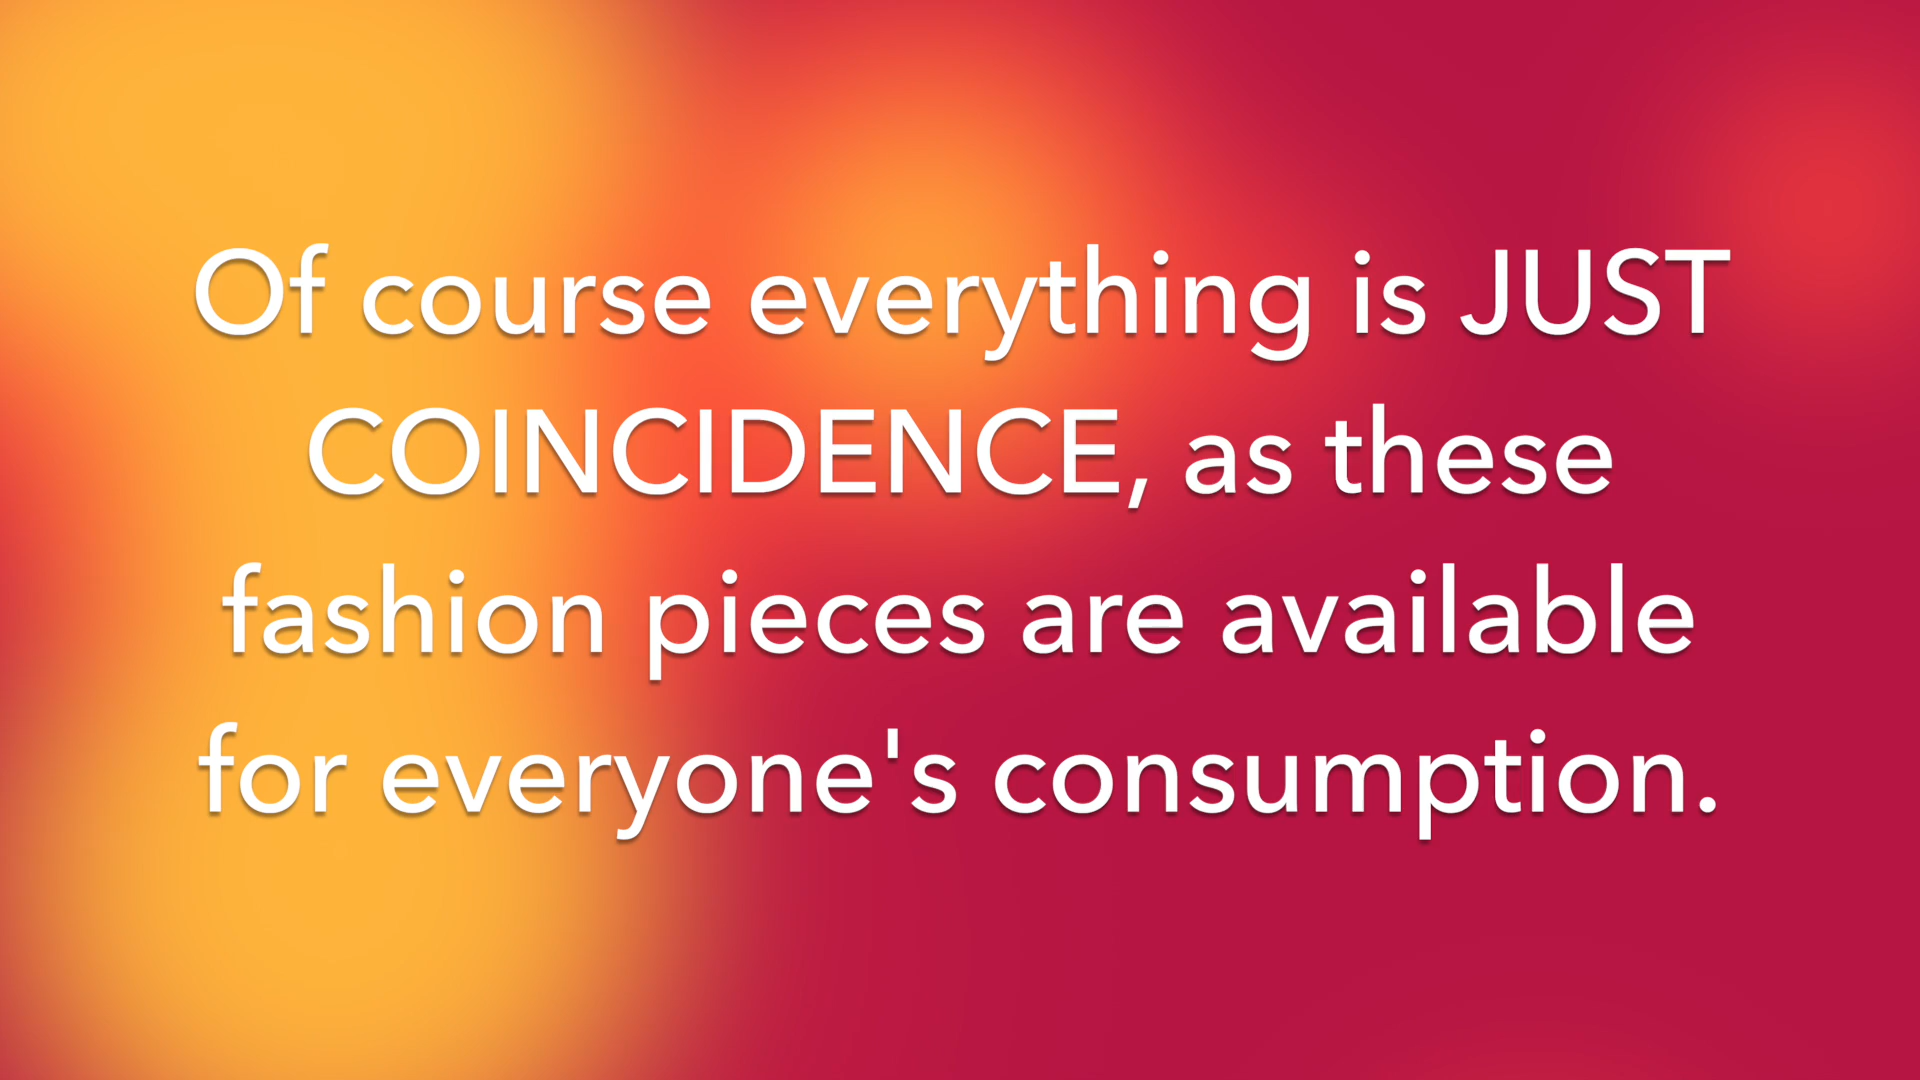 Of course everything is JUST
COINCIDENCE, as these
fashion pieces are available
for everyone's consumption.